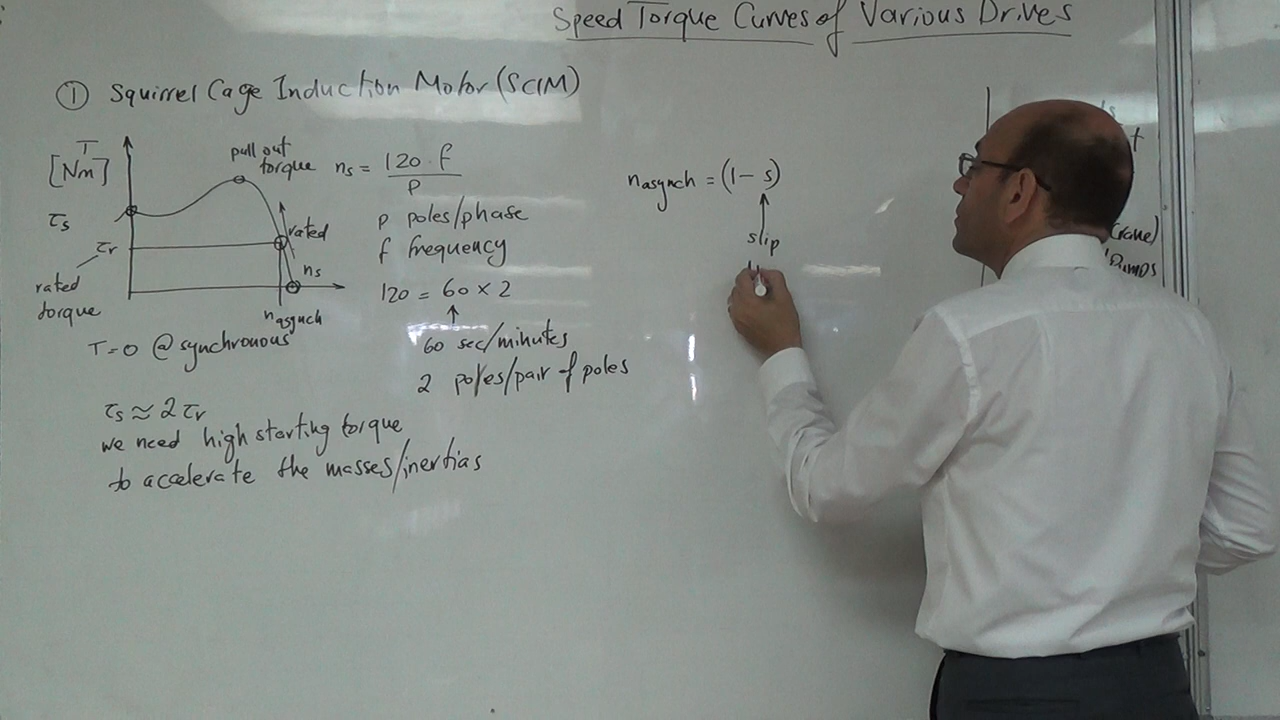 Speed Torque Curves of Various Drives
① Squirrel Cage Induction Motor (SCIM)
T
[Nm]
pull out
torque
τs
τr
rated
torque
rated
ns
nasynch
T=0 @ synchronous
τs ≈ 2τr
we need high starting torque
to accelerate the masses/inertias
ns = 120 · f / P
P poles/phase
f frequency
120 = 60 × 2
60 sec/minutes
2 poles/pair of poles
nasynch = (1 - s)
slip